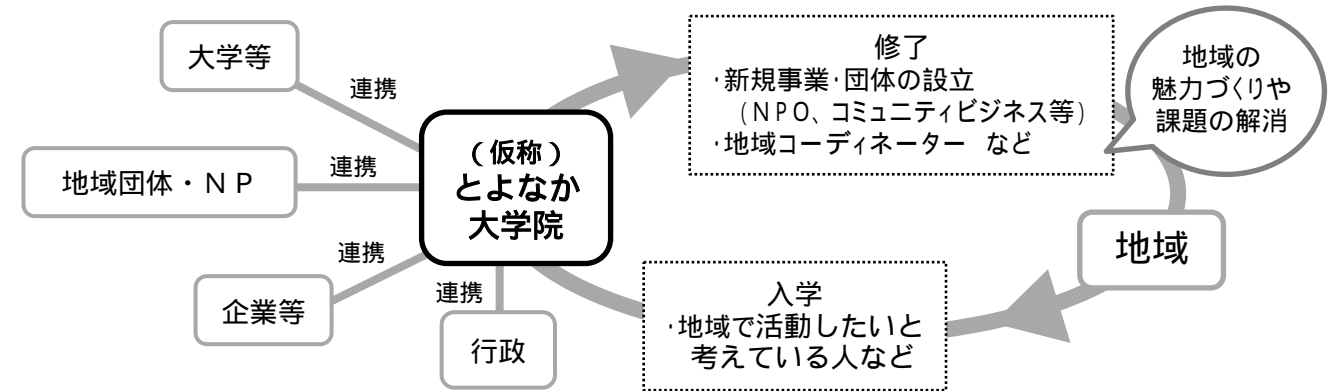 大学等
連携
地域団体・ＮＰ
連携
企業等
連携
行政
連携
（仮称）
とよなか
大学院
修了
・新規事業・団体の設立
（ＮＰＯ、コミュニティビジネス等）
・地域コーディネーター　など
地域の
魅力づくりや
課題の解消
地域
入学
・地域で活動したいと
考えている人など